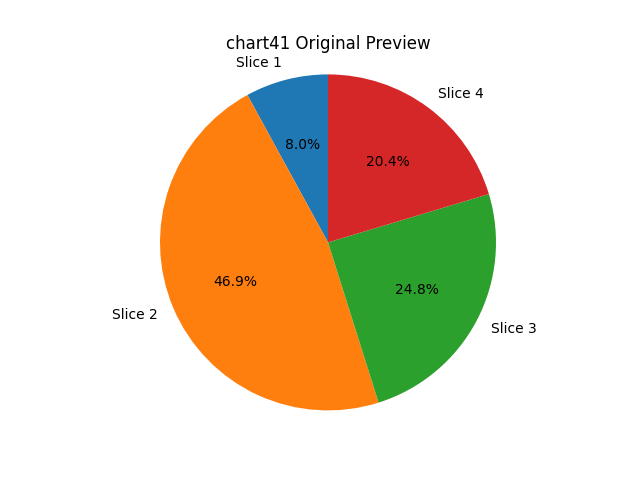 chart41 Original Preview
Slice 1
Slice 4
8.0%
20.4%
46.9%
24.8%
Slice 2
Slice 3